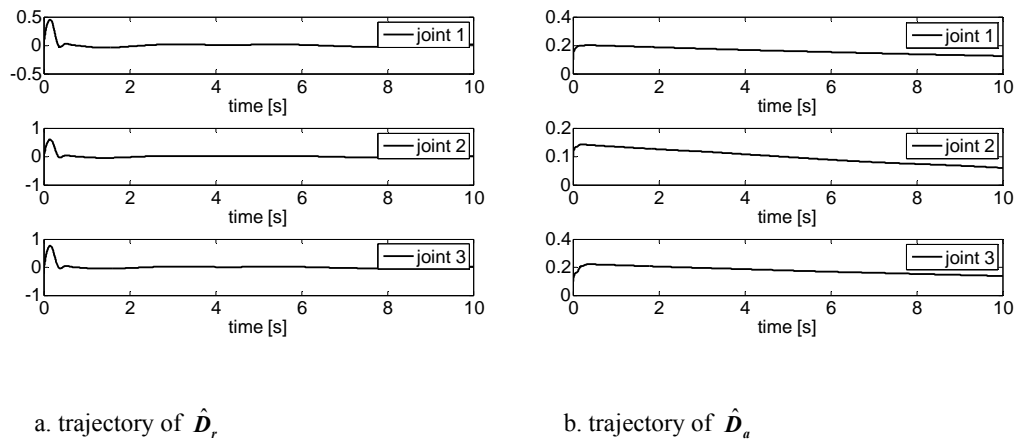 0.5
0
-0.5
joint 1
0 2 4 6 8 10
time [s]
1
0
-1
joint 2
0 2 4 6 8 10
time [s]
1
0
-1
joint 3
0 2 4 6 8 10
time [s]
a. trajectory of D̂r
0.4
0.2
0
joint 1
0 2 4 6 8 10
time [s]
0.2
0.1
0
joint 2
0 2 4 6 8 10
time [s]
0.4
0.2
0
joint 3
0 2 4 6 8 10
time [s]
b. trajectory of D̂a